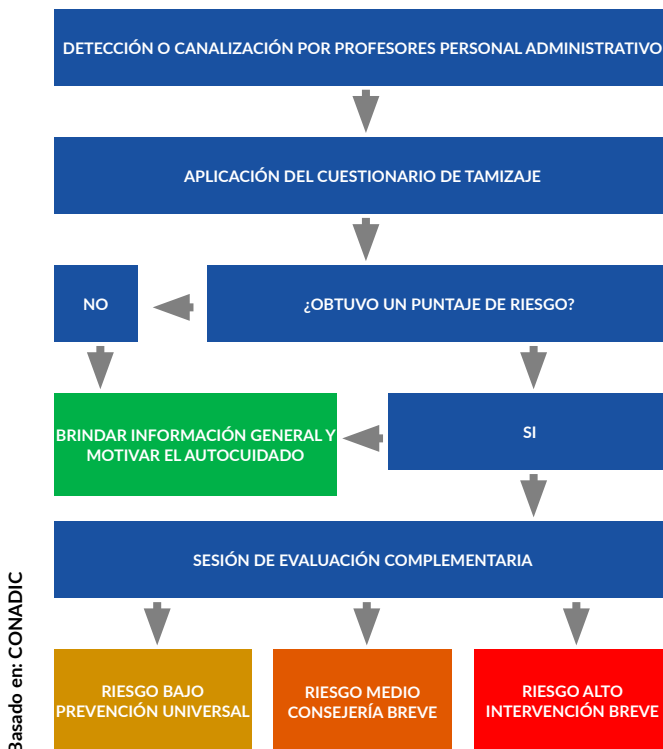 DETECCIÓN O CANALIZACIÓN POR PROFESORES PERSONAL ADMINISTRATIVO
APLICACIÓN DEL CUESTIONARIO DE TAMIZAJE
NO
¿OBTUVO UN PUNTAJE DE RIESGO?
BRINDAR INFORMACIÓN GENERAL Y
MOTIVAR EL AUTOCUIDADO
SI
SESIÓN DE EVALUACIÓN COMPLEMENTARIA
RIESGO BAJO
PREVENCIÓN UNIVERSAL
RIESGO MEDIO
CONSEJERÍA BREVE
RIESGO ALTO
INTERVENCIÓN BREVE
Basado en: CONADIC